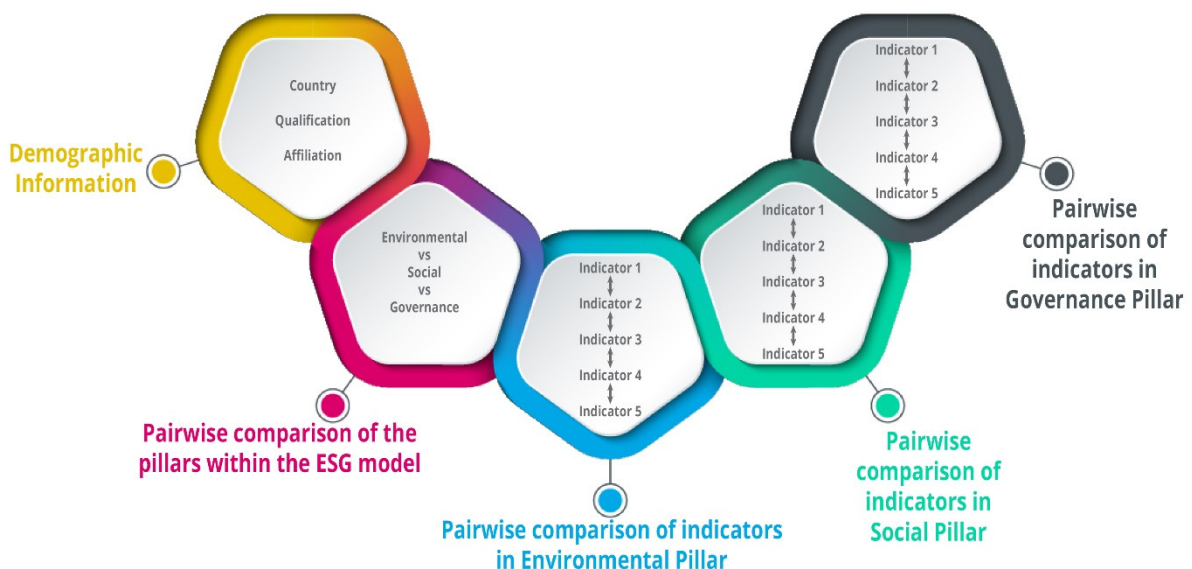 Country
Qualification
Affiliation
Demographic
Information
Environmental
vs
Social
vs
Governance
Pairwise comparison of the
pillars within the ESG model
Indicator 1
Indicator 2
Indicator 3
Indicator 4
Indicator 5
Pairwise comparison of indicators
in Environmental Pillar
Indicator 1
Indicator 2
Indicator 3
Indicator 4
Indicator 5
Pairwise
comparison of
indicators in
Social Pillar
Indicator 1
Indicator 2
Indicator 3
Indicator 4
Indicator 5
Pairwise
comparison of
indicators in
Governance Pillar